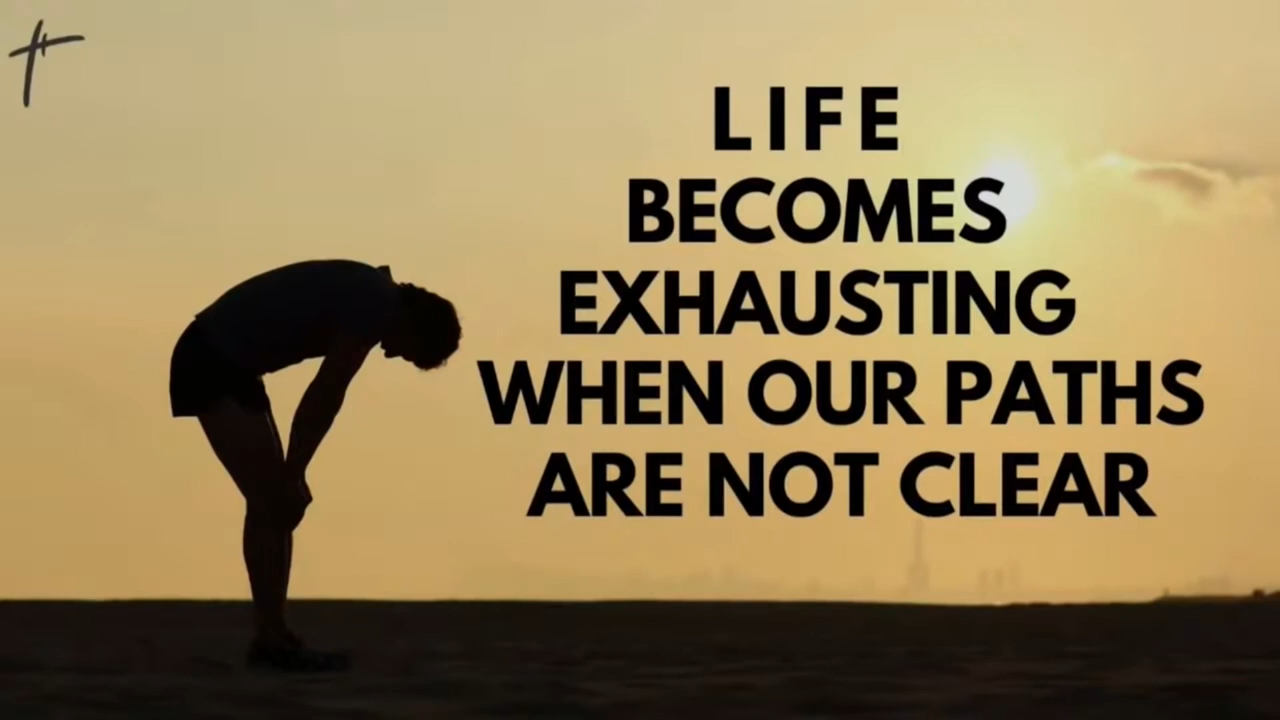 LIFE
BECOMES
EXHAUSTING
WHEN OUR PATHS
ARE NOT CLEAR